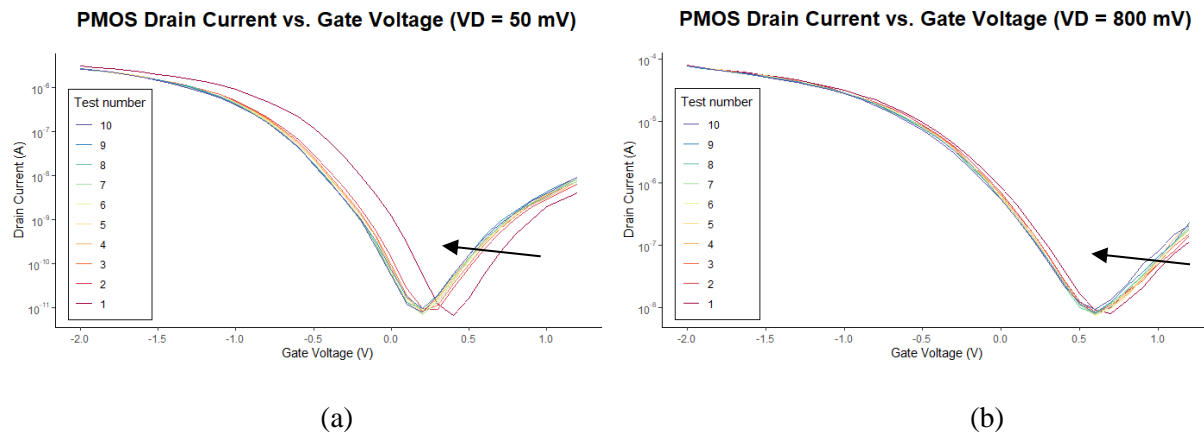 PMOS Drain Current vs. Gate Voltage (VD = 50 mV)
Drain Current (A)
10⁻⁶
10⁻⁷
10⁻⁸
10⁻⁹
10⁻¹⁰
10⁻¹¹
Test number
10
9
8
7
6
5
4
3
2
1
-2.0 -1.5 -1.0 -0.5 0.0 0.5 1.0
Gate Voltage (V)
(a)
PMOS Drain Current vs. Gate Voltage (VD = 800 mV)
Drain Current (A)
10⁻⁴
10⁻⁵
10⁻⁶
10⁻⁷
10⁻⁸
Test number
10
9
8
7
6
5
4
3
2
1
-2.0 -1.5 -1.0 -0.5 0.0 0.5 1.0
Gate Voltage (V)
(b)